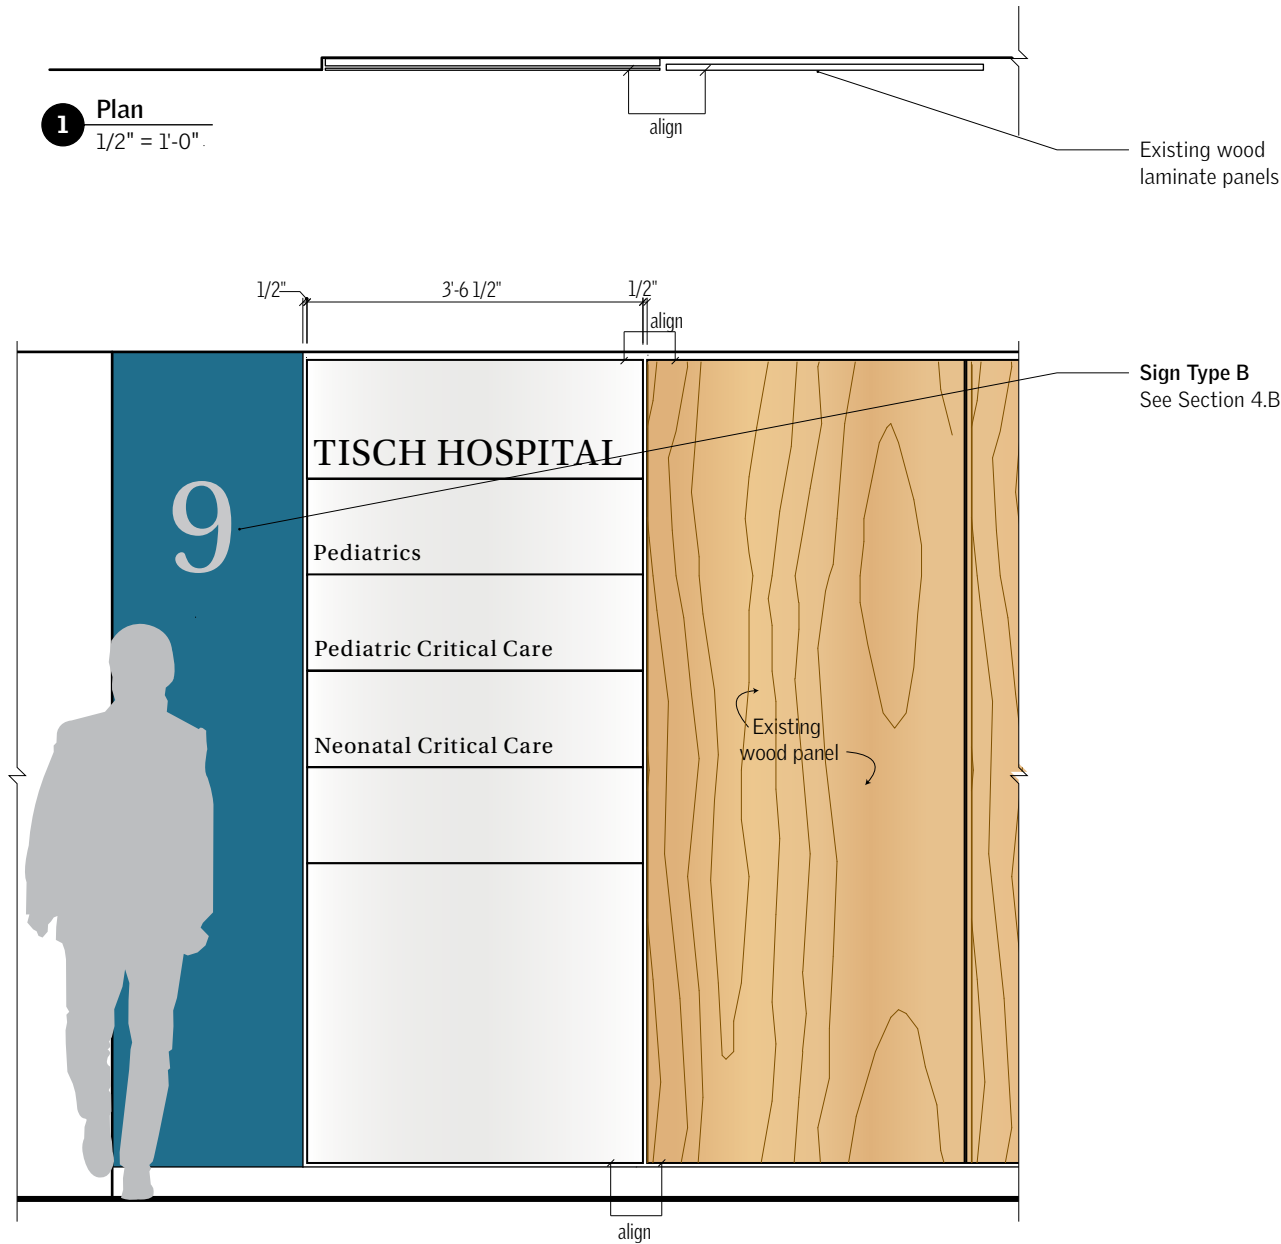 1 Plan
1/2" = 1'-0"
align
Existing wood
laminate panels
1/2" 3'-6 1/2" 1/2"
align
Sign Type B
See Section 4.B
TISCH HOSPITAL
9
Pediatrics
Pediatric Critical Care
Existing
wood panel
Neonatal Critical Care
align